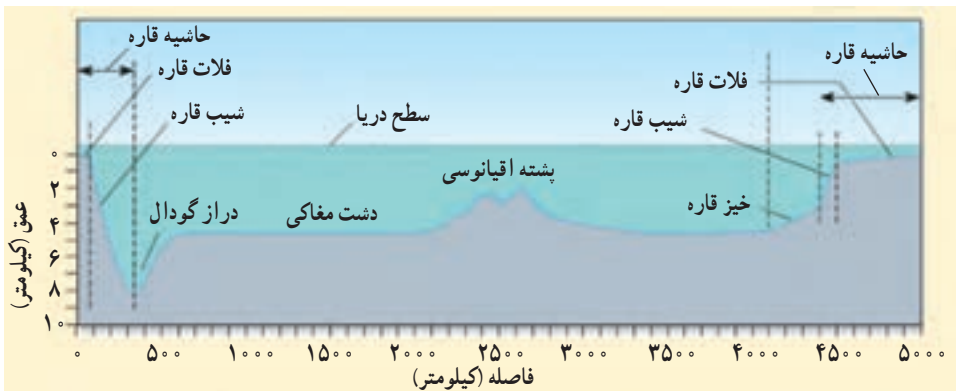 حاشیه قاره
فلات قاره
شیب قاره
سطح دریا
حاشیه قاره
فلات قاره
شیب قاره
پشته اقیانوسی
خیز قاره
دشت مغاکی
دراز گودال
عمق (کیلومتر)
۰
۲
۴
۶
۸
۱۰
۰ ۵۰۰ ۱۰۰۰ ۱۵۰۰ ۲۰۰۰ ۲۵۰۰ ۳۰۰۰ ۳۵۰۰ ۴۰۰۰ ۴۵۰۰ ۵۰۰۰
فاصله (کیلومتر)